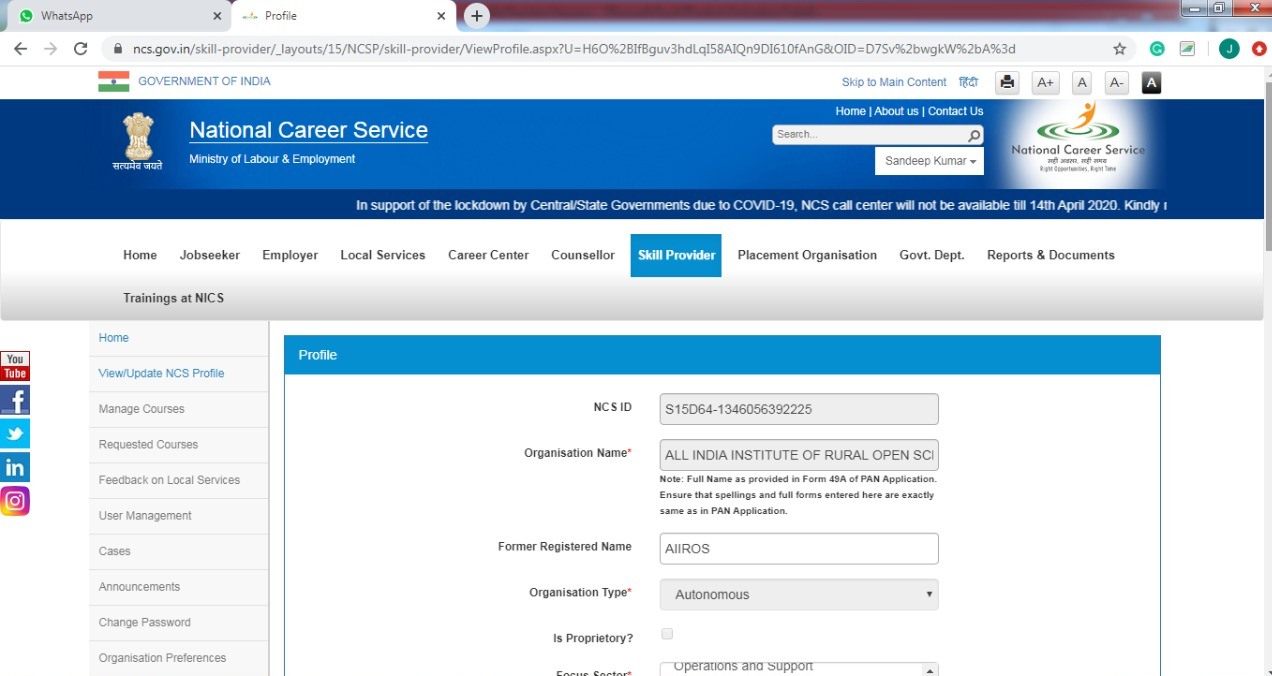 WhatsApp
Profile
ncs.gov.in/skill-provider/_layouts/15/NCSP/skill-provider/ViewProfile.aspx?U=H6O%2BIfBguv3hdLqI58AIQn9DI610fAnG&OID=D7Sv%2bwgkW%2bA%3d
J
GOVERNMENT OF INDIA
Skip to Main Content हिंदी A+ A A- A
Home | About us | Contact Us
National Career Service
Ministry of Labour & Employment
सत्यमेव जयते
Search...
Sandeep Kumar
National Career Service
सही अवसर, सही समय
Right Opportunities, Right Time
In support of the lockdown by Central/State Governments due to COVID-19, NCS call center will not be available till 14th April 2020. Kindly
Home Jobseeker Employer Local Services Career Center Counsellor Skill Provider Placement Organisation Govt. Dept. Reports & Documents
Trainings at NICS
You
Tube
in
Home
View/Update NCS Profile
Manage Courses
Requested Courses
Feedback on Local Services
User Management
Cases
Announcements
Change Password
Organisation Preferences
Profile
NCS ID S15D64-1346056392225
Organisation Name* ALL INDIA INSTITUTE OF RURAL OPEN SCI
Note: Full Name as provided in Form 49A of PAN Application.
Ensure that spellings and full forms entered here are exactly
same as in PAN Application.
Former Registered Name AIIROS
Organisation Type* Autonomous
Is Proprietory?
Focus Sector* Operations and Support